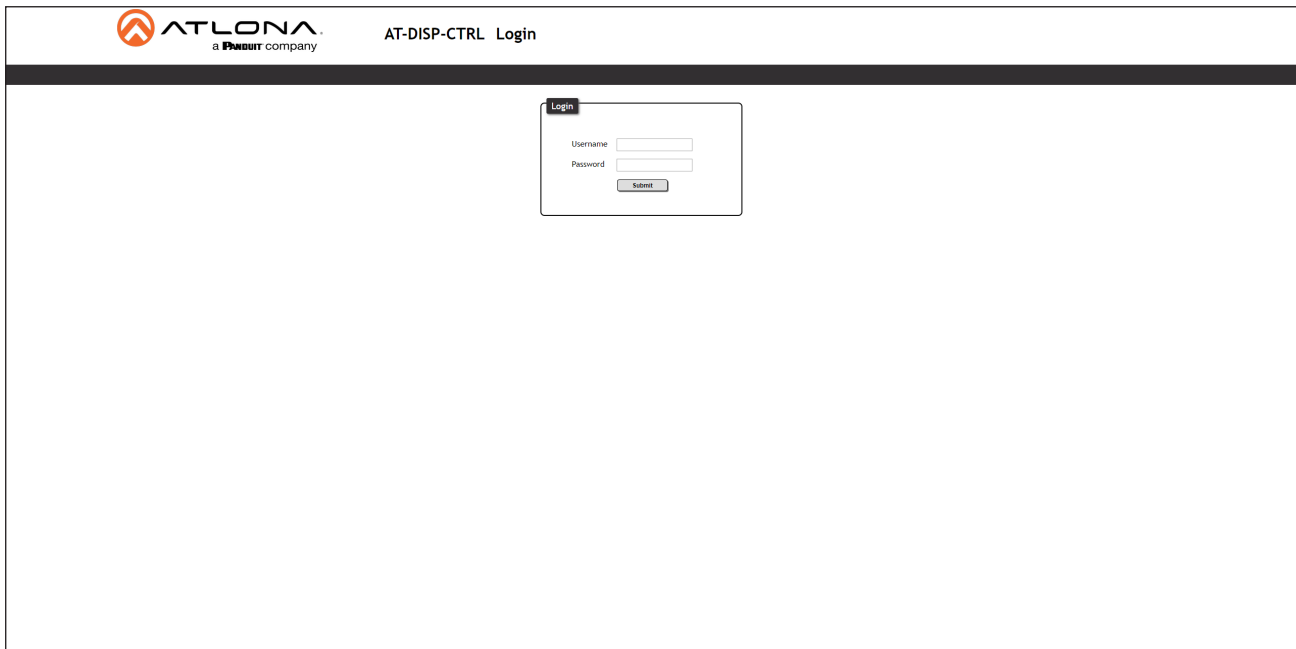 ATLONA.
a PANDUIT company
AT-DISP-CTRL Login
Login
Username
Password
Submit